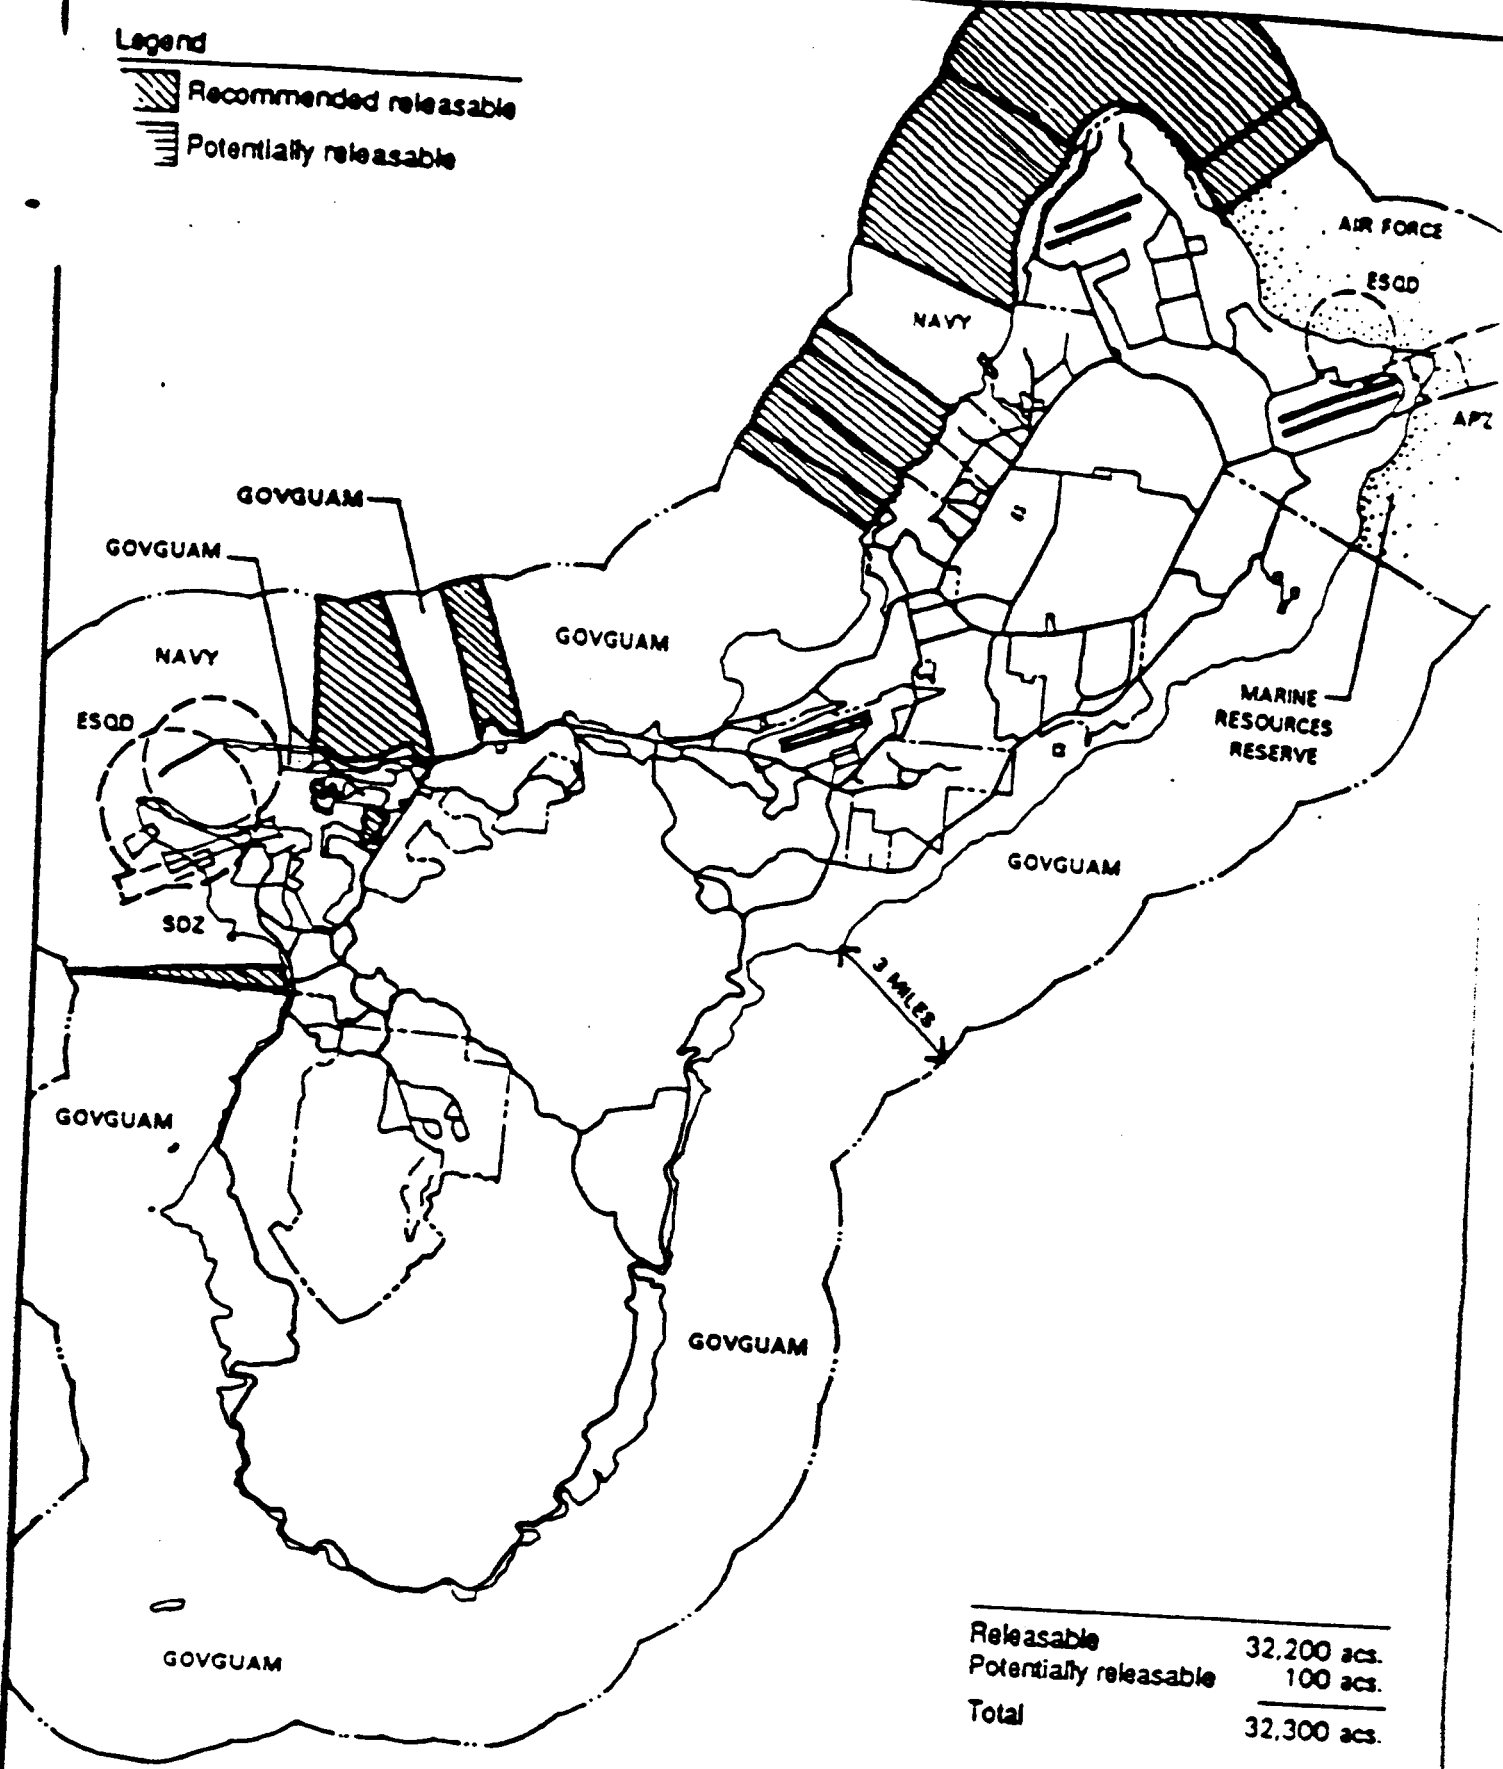 Legend
Recommended releasable
Potentially releasable
AIR FORCE
ESQD
NAVY
APZ
GOVGUAM
GOVGUAM
GOVGUAM
NAVY
ESQD
MARINE
RESOURCES
RESERVE
GOVGUAM
SDZ
3 MILES
GOVGUAM
GOVGUAM
GOVGUAM
Releasable 32,200 acs.
Potentially releasable 100 acs.
Total 32,300 acs.